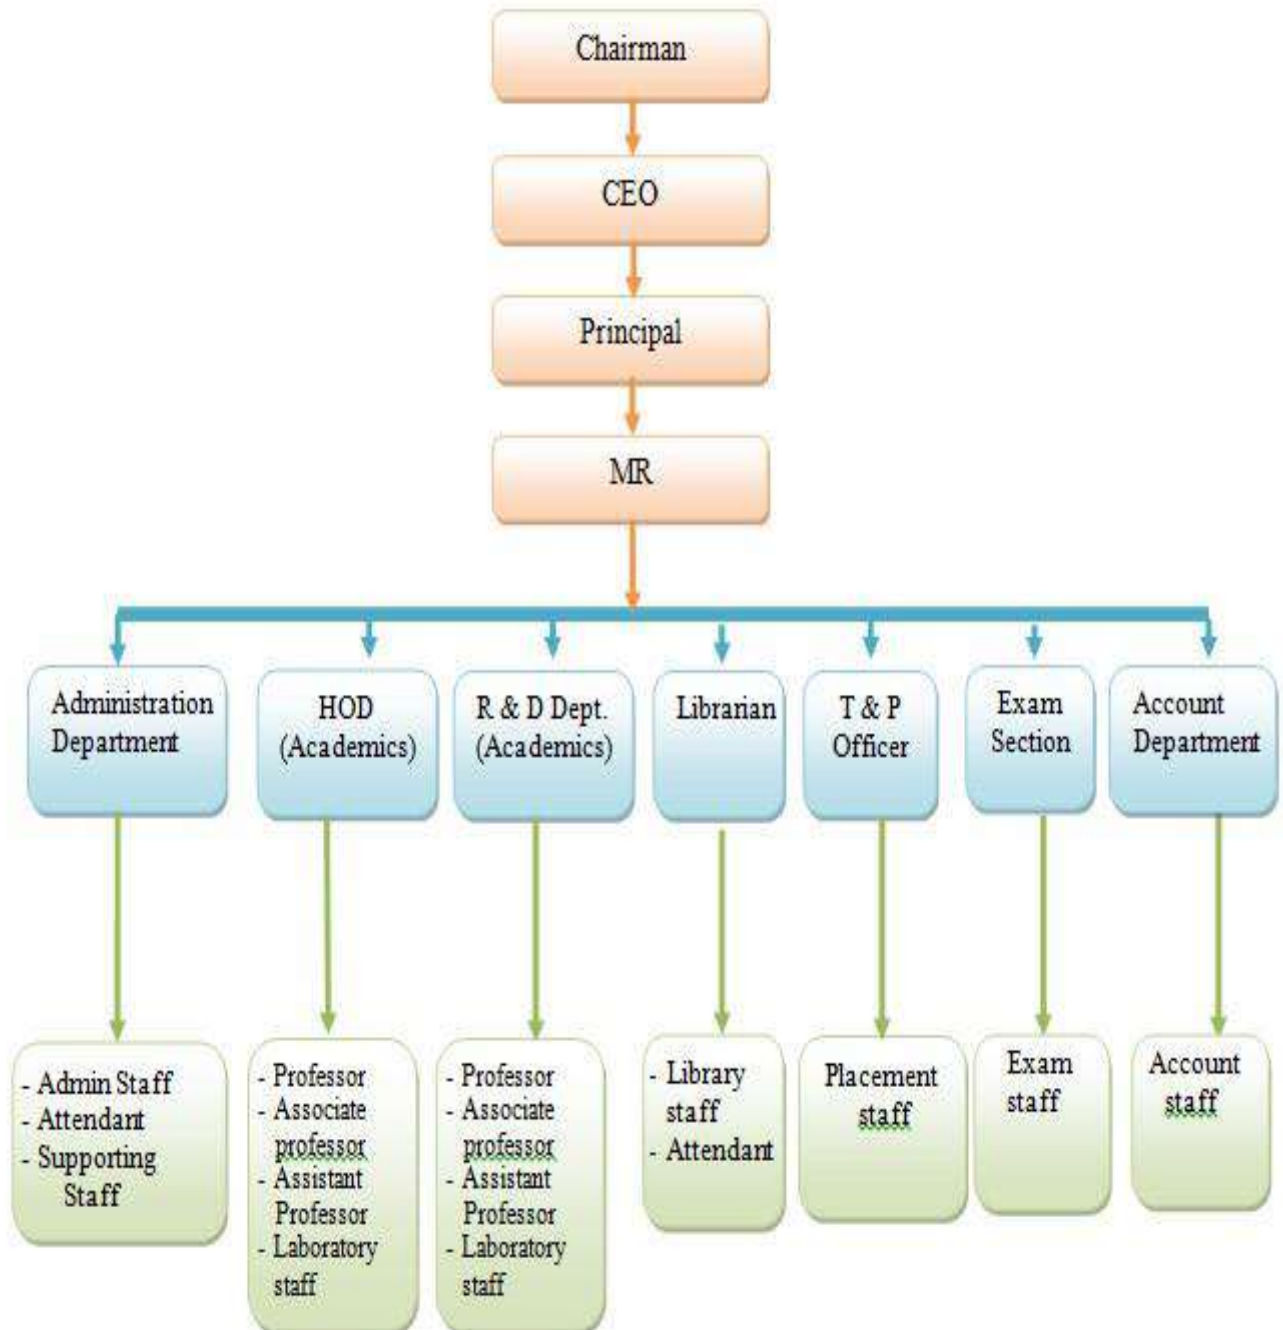 Chairman
CEO
Principal
MR
Administration
Department
HOD
(Academics)
R & D Dept.
(Academics)
Librarian
T & P
Officer
Exam
Section
Account
Department
- Admin Staff
- Attendant
- Supporting
Staff
- Professor
- Associate
professor
- Assistant
Professor
- Laboratory
staff
- Professor
- Associate
professor
- Assistant
Professor
- Laboratory
staff
- Library
staff
- Attendant
Placement
staff
Exam
staff
Account
staff